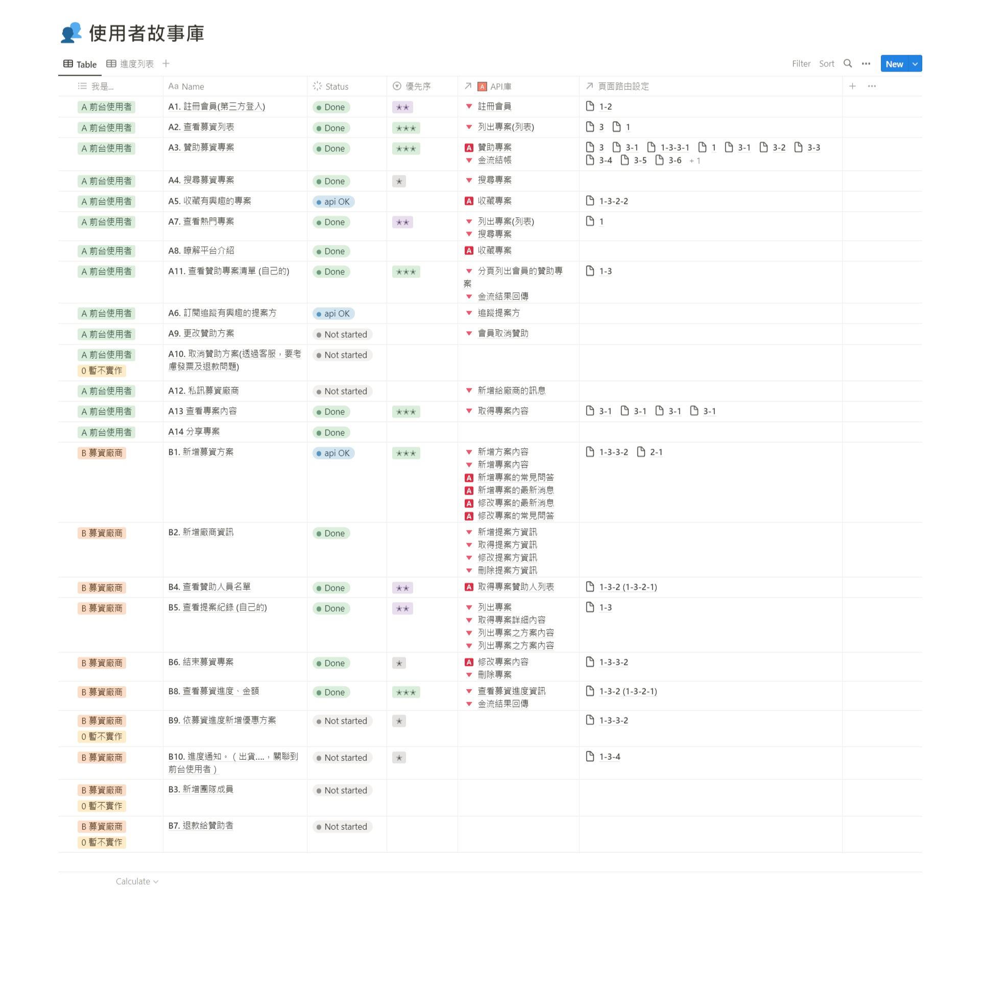 使用者故事庫
Table 進度列表 Filter Sort New
我是... Aa Name Status 優先序 A API庫 頁面路由設定
A 前台使用者 A1. 註冊會員(第三方登入) Done ★★ 註冊會員 1-2
A 前台使用者 A2. 查看募資列表 Done ★★★ 列出專案(列表) 3 1
A 前台使用者 A3. 贊助募資專案 Done ★★★ A 贊助專案 3 3-1 1-3-3-1 1 3-1 3-2 3-3
金流結帳 3-4 3-5 3-6 + 1
A 前台使用者 A4. 搜尋募資專案 Done ★ 搜尋專案
A 前台使用者 A5. 收藏有興趣的專案 api OK A 收藏專案 1-3-2-2
A 前台使用者 A7. 查看熱門專案 Done ★★ 列出專案(列表) 1
搜尋專案
A 前台使用者 A8. 瞭解平台介紹 Done A 收藏專案
A 前台使用者 A11. 查看贊助專案清單 (自己的) Done ★★★ 分頁列出會員的贊助專 1-3
案
金流結果回傳
A 前台使用者 A6. 訂閱追蹤有興趣的提案方 api OK 追蹤提案方
A 前台使用者 A9. 更改贊助方案 Not started 會員取消贊助
A 前台使用者 A10. 取消贊助方案(透過客服，要考 Not started
0 暫不實作 慮發票及退款問題)
A 前台使用者 A12. 私訊募資廠商 Not started 新增給廠商的訊息
A 前台使用者 A13 查看專案內容 Done ★★★ 取得專案內容 3-1 3-1 3-1 3-1
A 前台使用者 A14 分享專案 Done
B 募資廠商 B1. 新增募資方案 api OK ★★★ 新增方案內容 1-3-3-2 2-1
新增專案內容
A 新增專案的常見問答
A 新增專案的最新消息
A 修改專案的最新消息
A 修改專案的常見問答
B 募資廠商 B2. 新增廠商資訊 Done 新增提案方資訊
取得提案方資訊
修改提案方資訊
刪除提案方資訊
B 募資廠商 B4. 查看贊助人員名單 Done ★★ A 取得專案贊助人列表 1-3-2 (1-3-2-1)
B 募資廠商 B5. 查看提案紀錄 (自己的) Done ★★ 列出專案 1-3
取得專案詳細內容
列出專案之方案內容
列出專案之方案內容
B 募資廠商 B6. 結束募資專案 Done ★ A 修改專案內容 1-3-3-2
刪除專案
B 募資廠商 B8. 查看募資進度、金額 Done ★★★ 查看募資進度資訊 1-3-2 (1-3-2-1)
金流結果回傳
B 募資廠商 B9. 依募資進度新增優惠方案 Not started ★ 1-3-3-2
0 暫不實作
B 募資廠商 B10. 進度通知。（出貨....，關聯到 Not started ★ 1-3-4
前台使用者）
B 募資廠商 B3. 新增團隊成員 Not started
0 暫不實作
B 募資廠商 B7. 退款給贊助者 Not started
0 暫不實作
Calculate